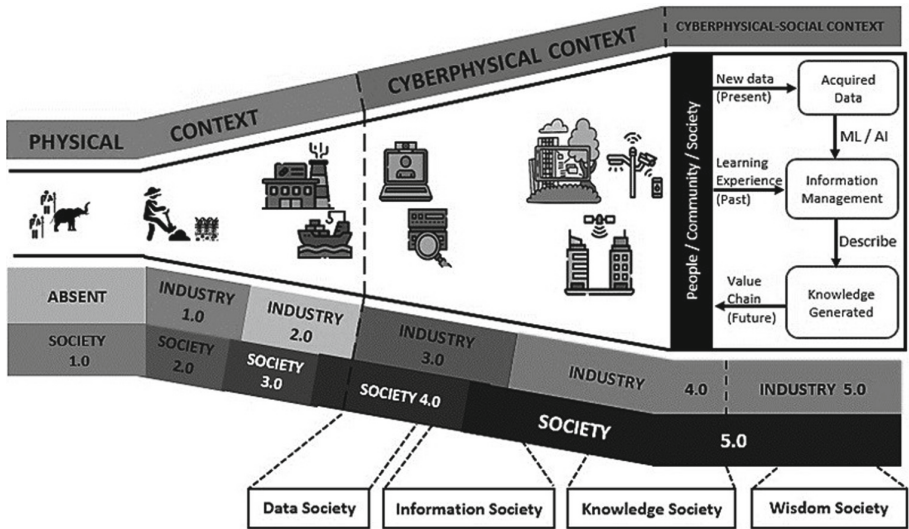 CYBERPHYSICAL-SOCIAL CONTEXT
CYBERPHYSICAL CONTEXT
PHYSICAL CONTEXT
People / Community / Society
New data
(Present)
Acquired
Data
ML / AI
Learning
Experience
(Past)
Information
Management
Describe
Value
Chain
(Future)
Knowledge
Generated
ABSENT
INDUSTRY
1.0
INDUSTRY
2.0
INDUSTRY
3.0
INDUSTRY 4.0
INDUSTRY 5.0
SOCIETY
1.0
SOCIETY
2.0
SOCIETY
3.0
SOCIETY 4.0
SOCIETY 5.0
Data Society
Information Society
Knowledge Society
Wisdom Society